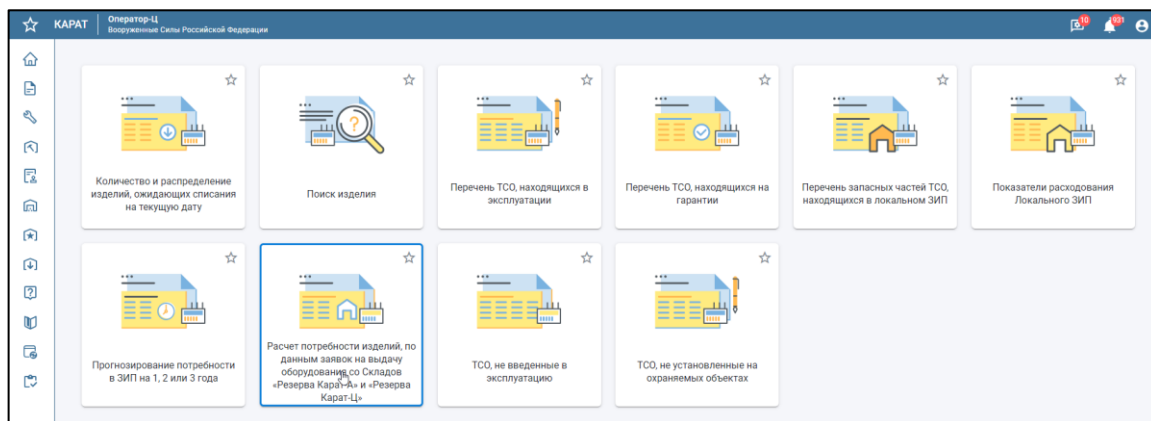 КАРАТ
Оператор-Ц
Вооруженные Силы Российской Федерации
10
931
Количество и распределение
изделий, ожидающих списания
на текущую дату
Поиск изделия
Перечень ТСО, находящихся в
эксплуатации
Перечень ТСО, находящихся на
гарантии
Перечень запасных частей ТСО,
находящихся в локальном ЗИП
Показатели расходования
Локального ЗИП
Прогнозирование потребности
в ЗИП на 1, 2 или 3 года
Расчет потребности изделий, по
данным заявок на выдачу
оборудования со Складов
«Резерва Карат-А» и «Резерва
Карат-Ц»
ТСО, не введенные в
эксплуатацию
ТСО, не установленные на
охраняемых объектах